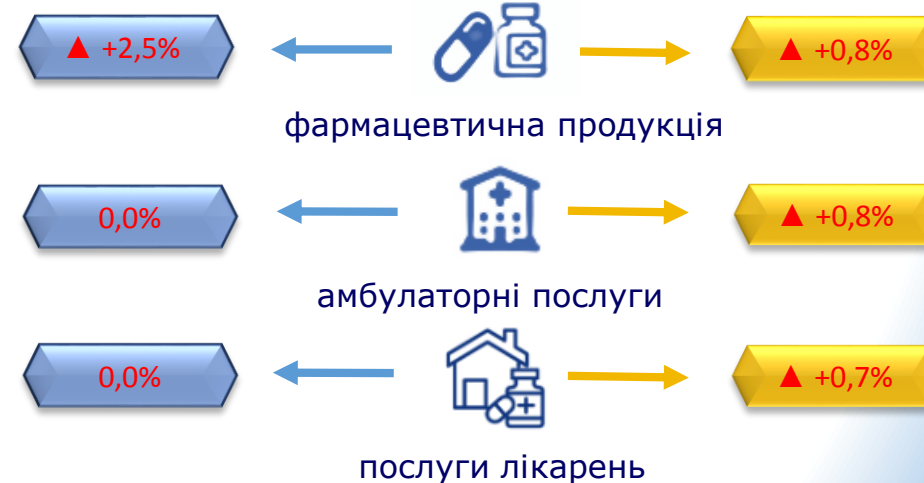 ▲ +2,5%
▲ +0,8%
фармацевтична продукція
0,0%
▲ +0,8%
амбулаторні послуги
0,0%
▲ +0,7%
послуги лікарень